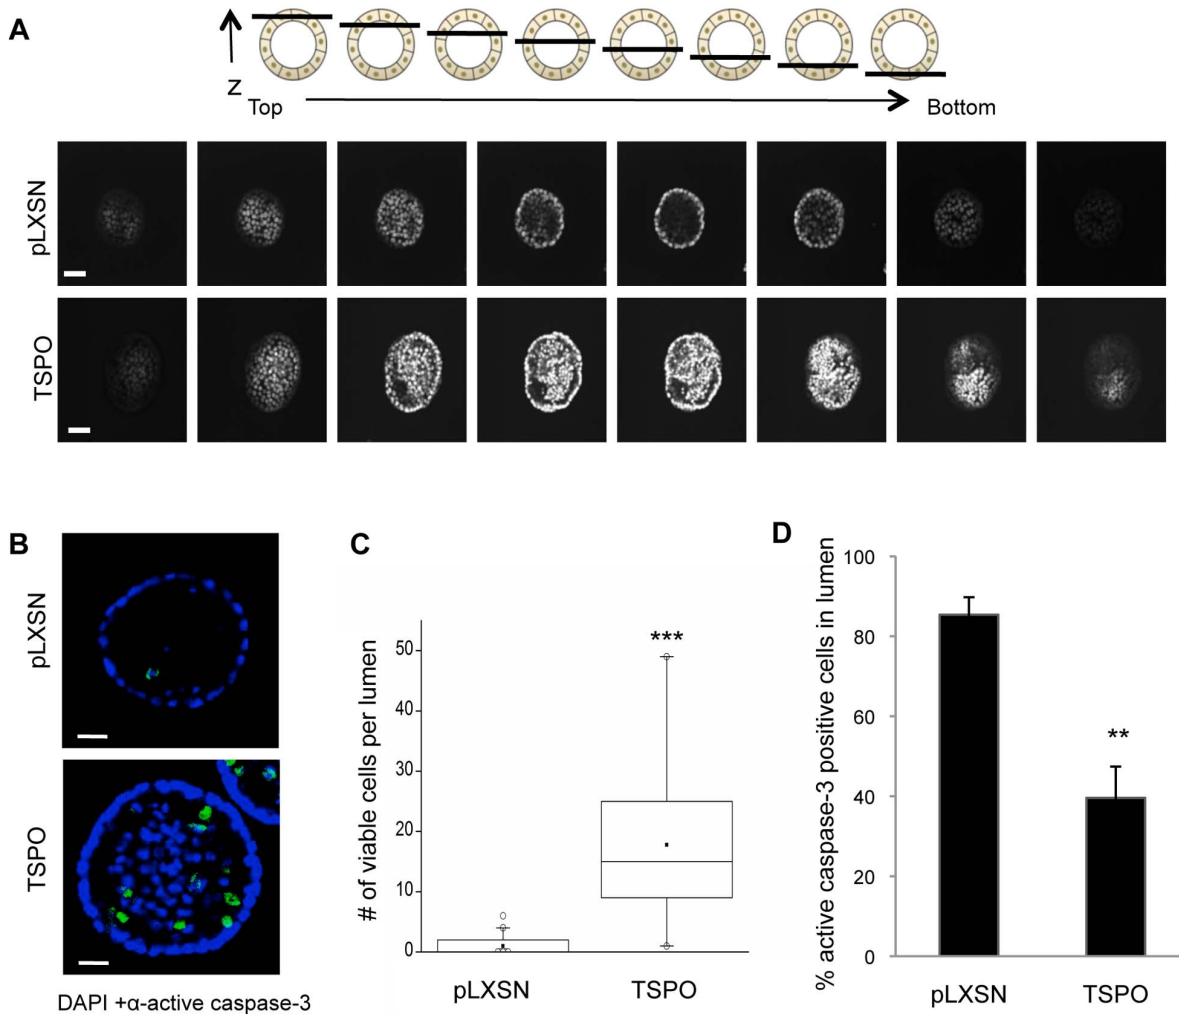 A
Z
Top
Bottom
pLXSN
TSPO
B
pLXSN
TSPO
DAPI +α-active caspase-3
C
# of viable cells per lumen
50
40
30
20
10
0
***
pLXSN
TSPO
D
% active caspase-3 positive cells in lumen
100
80
60
40
20
0
**
pLXSN
TSPO